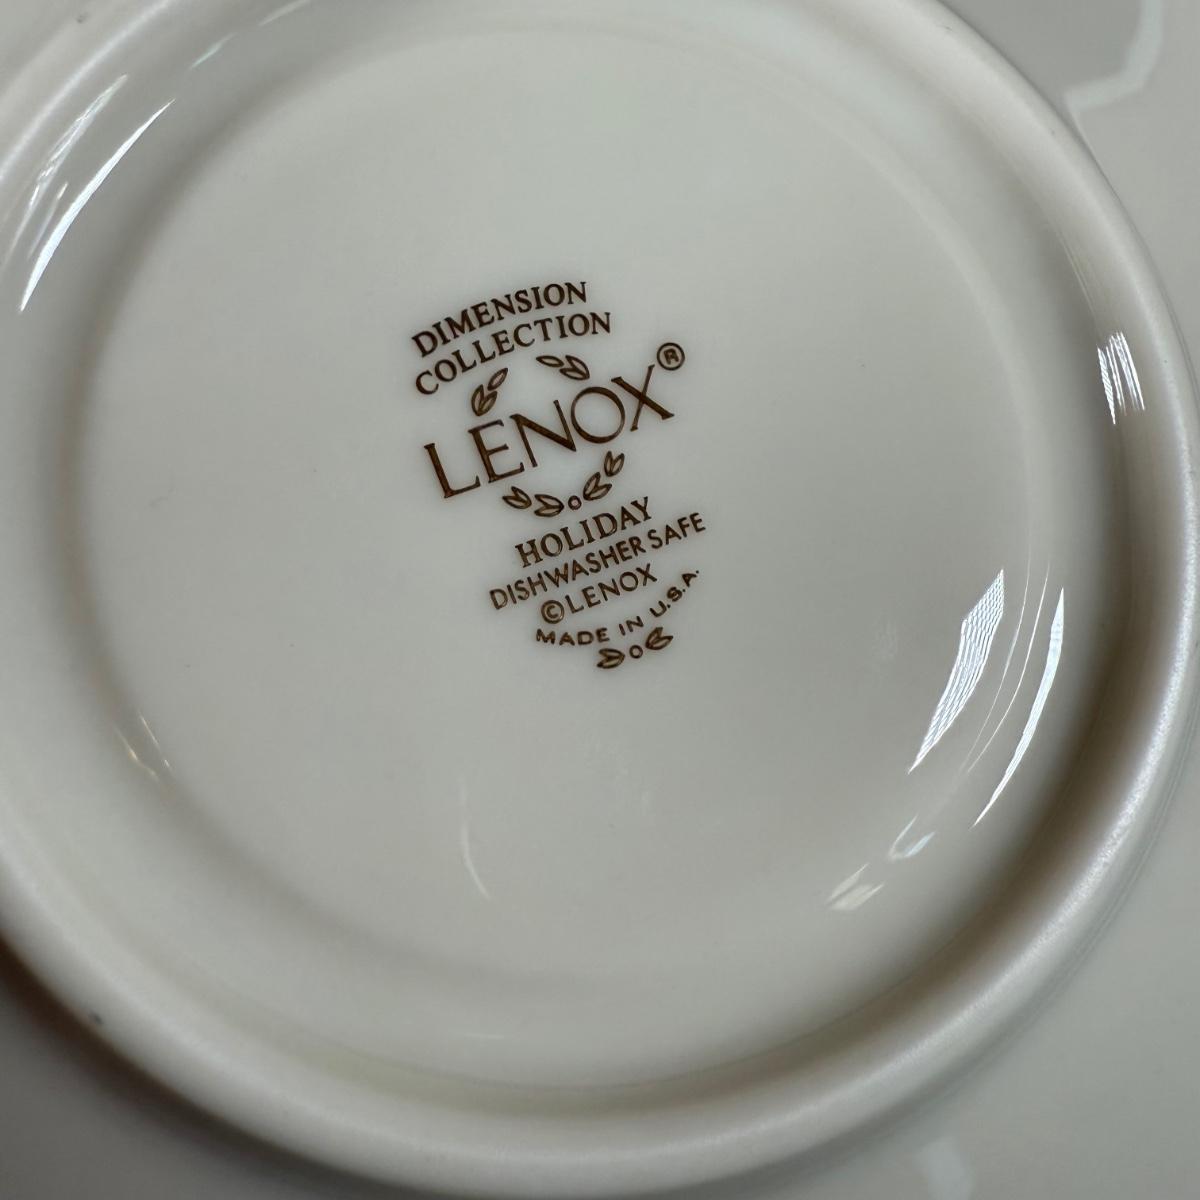 DIMENSION
COLLECTION
LENOX®
HOLIDAY
DISHWASHER SAFE
©LENOX
MADE IN U.S.A.